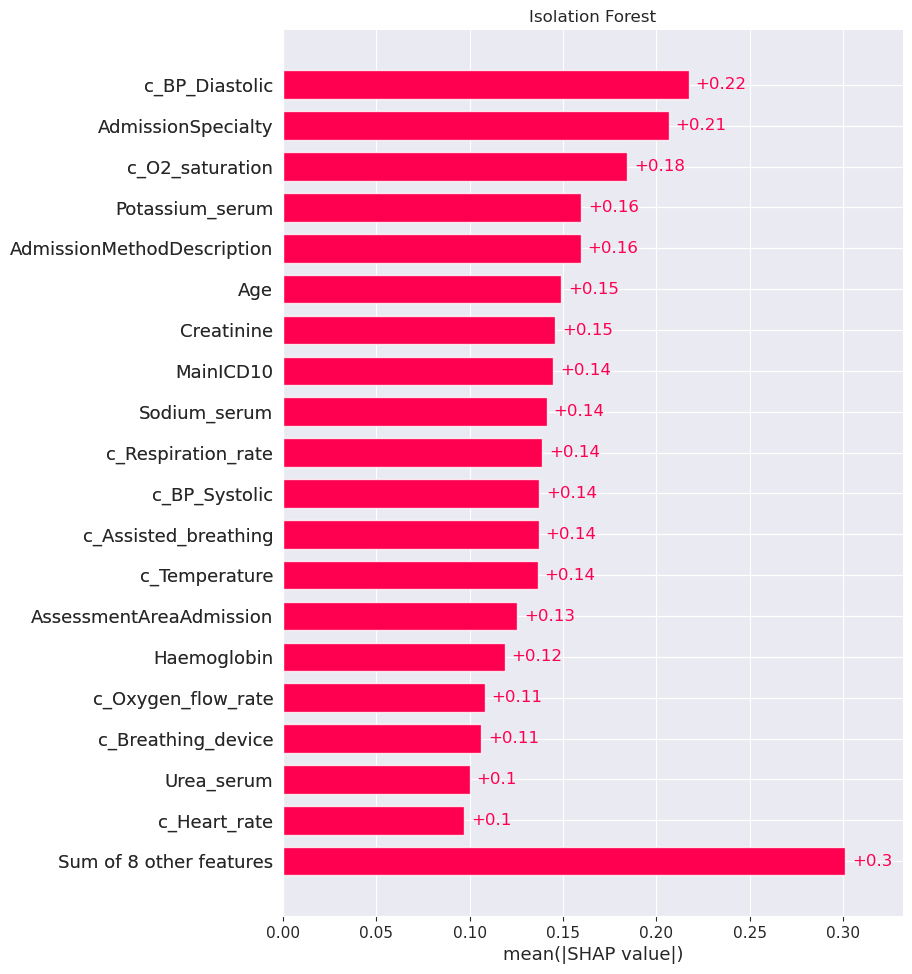 Isolation Forest
c_BP_Diastolic +0.22
AdmissionSpecialty +0.21
c_O2_saturation +0.18
Potassium_serum +0.16
AdmissionMethodDescription +0.16
Age +0.15
Creatinine +0.15
MainICD10 +0.14
Sodium_serum +0.14
c_Respiration_rate +0.14
c_BP_Systolic +0.14
c_Assisted_breathing +0.14
c_Temperature +0.14
AssessmentAreaAdmission +0.13
Haemoglobin +0.12
c_Oxygen_flow_rate +0.11
c_Breathing_device +0.11
Urea_serum +0.1
c_Heart_rate +0.1
Sum of 8 other features +0.3
0.00 0.05 0.10 0.15 0.20 0.25 0.30
mean(|SHAP value|)